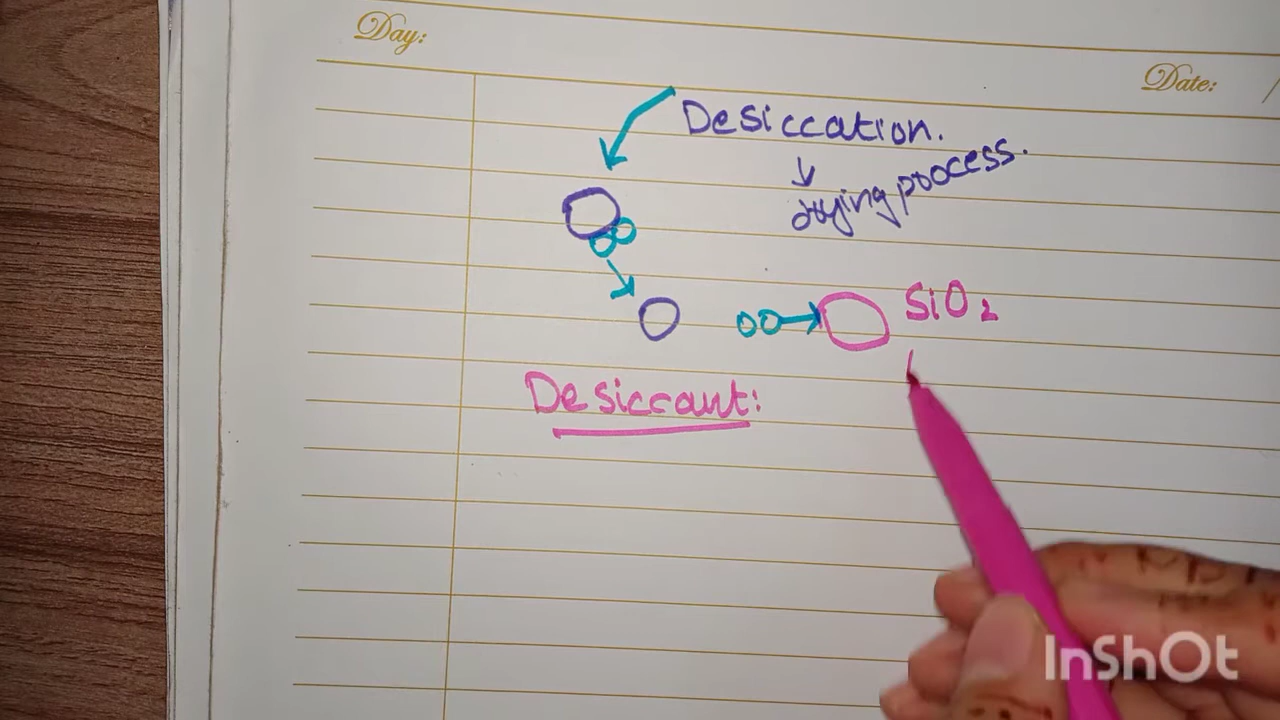 Day:
Date: /
Desiccation.
↓
drying process.
SiO2
Desiccant:
InShOt